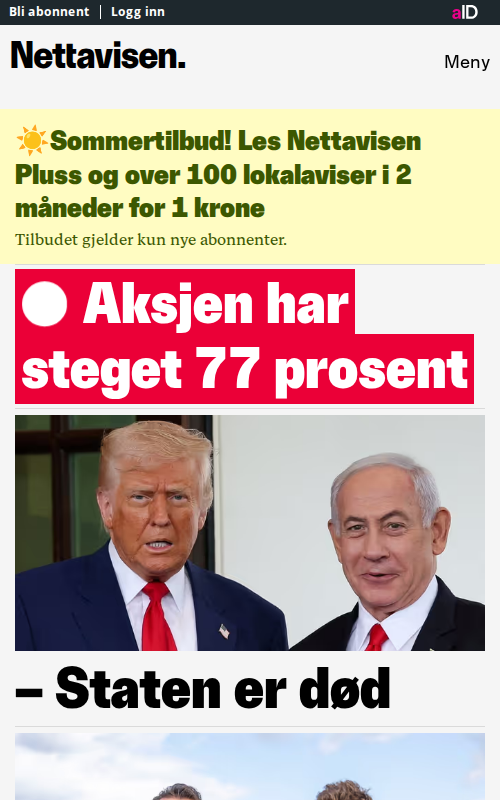 Bli abonnent
Logg inn
aID
Nettavisen.
Meny
Sommertilbud! Les Nettavisen
Pluss og over 100 lokalaviser i 2
måneder for 1 krone
Tilbudet gjelder kun nye abonnenter.
Aksjen har
steget 77 prosent
– Staten er død